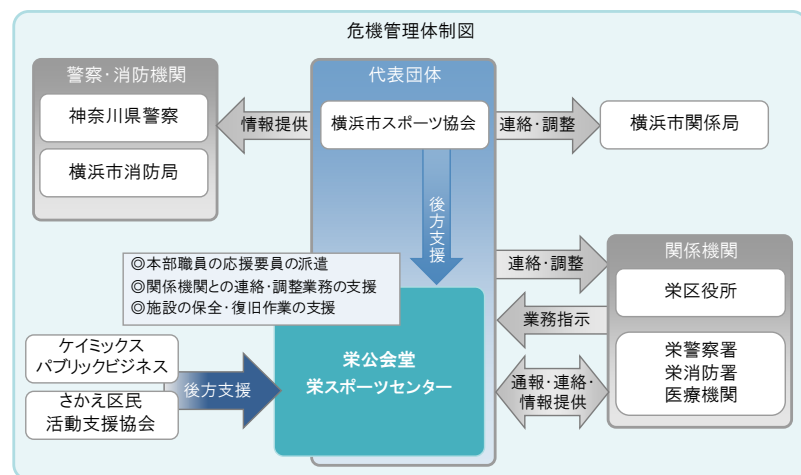 危機管理体制図
警察･消防機関
神奈川県警察
横浜市消防局
情報提供
代表団体
横浜市スポーツ協会
連絡･調整
横浜市関係局
後方支援
◎本部職員の応援要員の派遣
◎関係機関との連絡･調整業務の支援
◎施設の保全･復旧作業の支援
連絡･調整
業務指示
通報･連絡･
情報提供
関係機関
栄区役所
栄警察署
栄消防署
医療機関
ケイミックス
パブリックビジネス
さかえ区民
活動支援協会
後方支援
栄公会堂
栄スポーツセンター